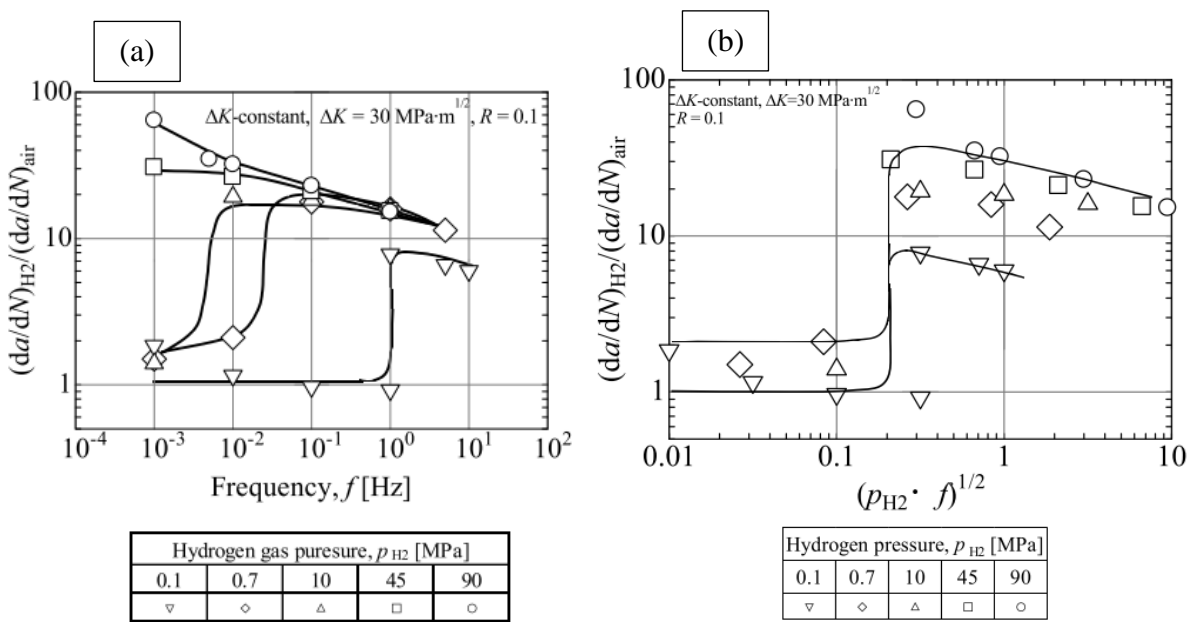 (a)
100
10
1
ΔK-constant, ΔK = 30 MPa·m^1/2, R = 0.1
(da/dN)H2/(da/dN)air
10^-4 10^-3 10^-2 10^-1 10^0 10^1 10^2
Frequency, f [Hz]
Hydrogen gas puresure, p H2 [MPa]
0.1 0.7 10 45 90
▽ ◇ △ □ ○
(b)
100
10
1
ΔK-constant, ΔK=30 MPa·m^1/2
R = 0.1
(da/dN)H2/(da/dN)air
0.01 0.1 1 10
(pH2· f)^1/2
Hydrogen pressure, p H2 [MPa]
0.1 0.7 10 45 90
▽ ◇ △ □ ○